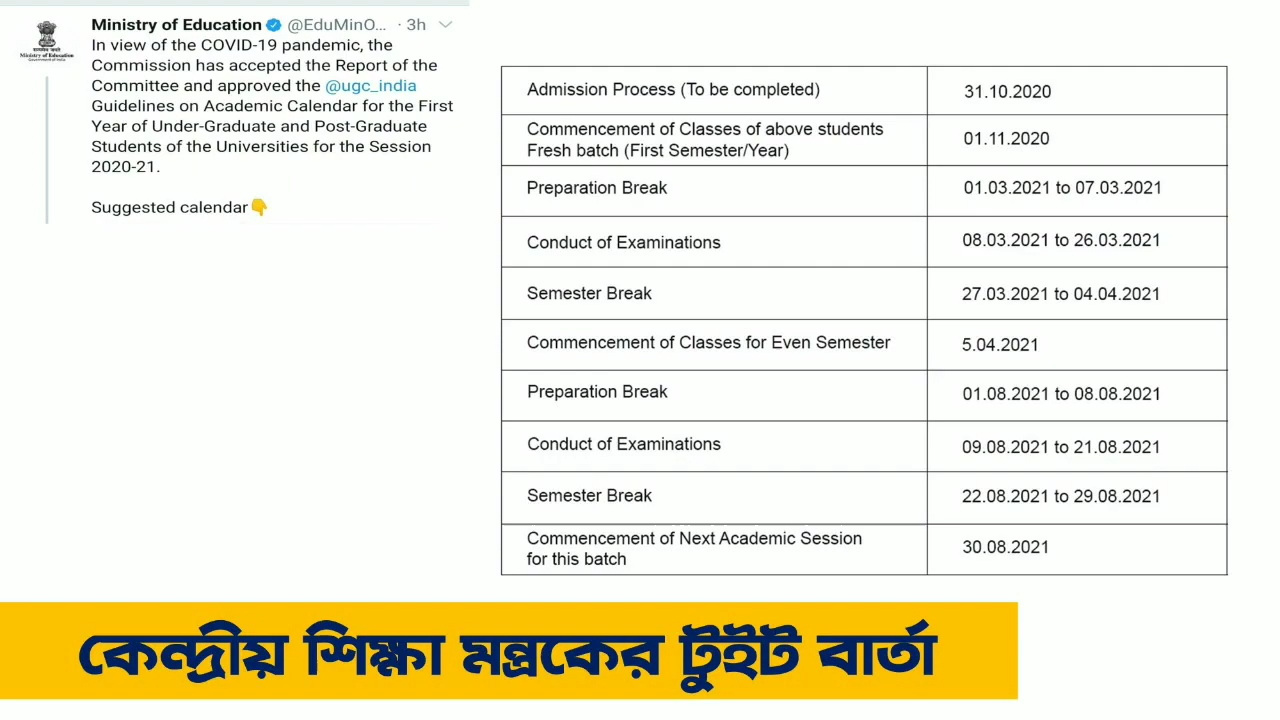 Ministry of Education @EduMinO... · 3h
In view of the COVID-19 pandemic, the
Commission has accepted the Report of the
Committee and approved the @ugc_india
Guidelines on Academic Calendar for the First
Year of Under-Graduate and Post-Graduate
Students of the Universities for the Session
2020-21.
Suggested calendar👇
Ministry of Education
Government of India
Admission Process (To be completed) 31.10.2020
Commencement of Classes of above students
Fresh batch (First Semester/Year) 01.11.2020
Preparation Break 01.03.2021 to 07.03.2021
Conduct of Examinations 08.03.2021 to 26.03.2021
Semester Break 27.03.2021 to 04.04.2021
Commencement of Classes for Even Semester 5.04.2021
Preparation Break 01.08.2021 to 08.08.2021
Conduct of Examinations 09.08.2021 to 21.08.2021
Semester Break 22.08.2021 to 29.08.2021
Commencement of Next Academic Session
for this batch 30.08.2021
কেন্দ্রীয় শিক্ষা মন্ত্রকের টুইট বার্তা